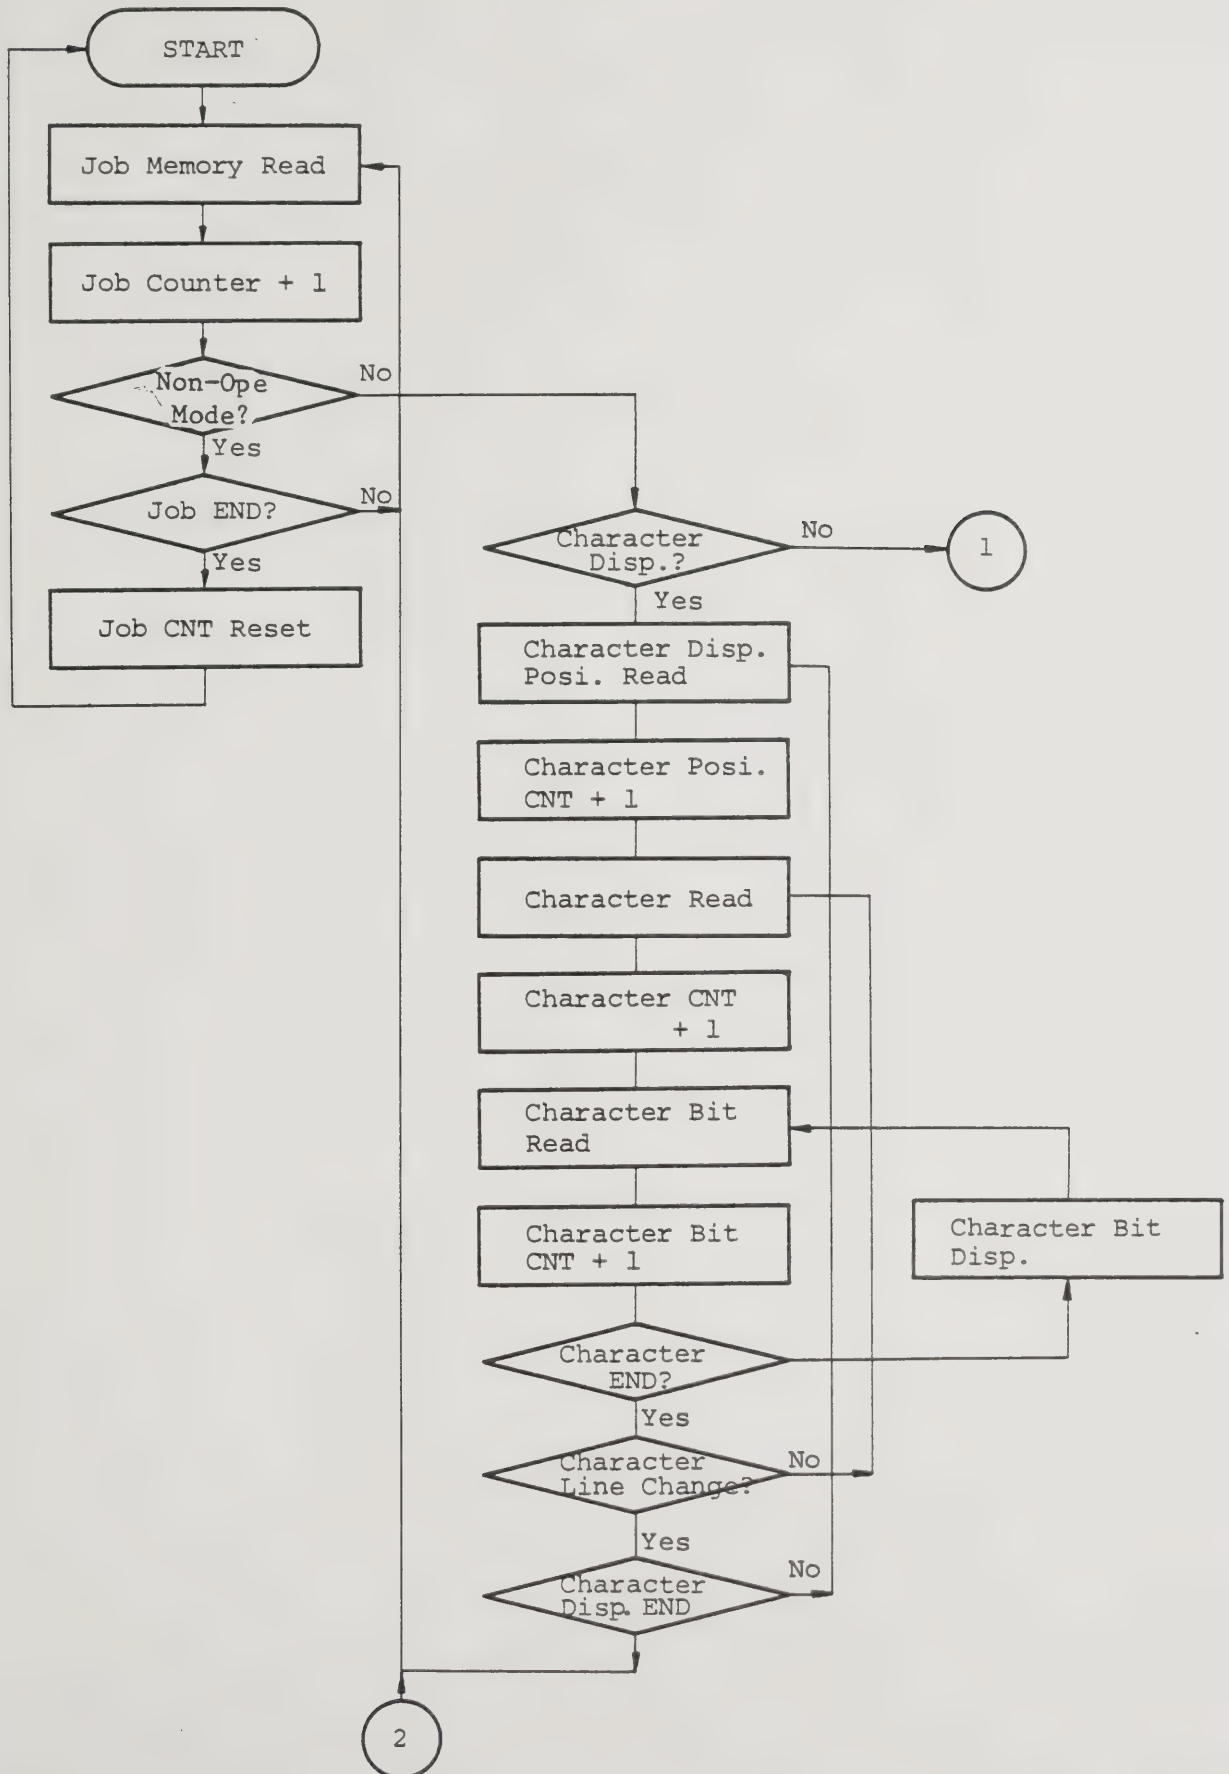 START
Job Memory Read
Job Counter + 1
Non-Ope
Mode?
No
Yes
Job END?
No
Yes
Job CNT Reset
Character
Disp.?
No
1
Yes
Character Disp.
Posi. Read
Character Posi.
CNT + 1
Character Read
Character CNT
+ 1
Character Bit
Read
Character Bit
CNT + 1
Character Bit
Disp.
Character
END?
Yes
Character
Line Change?
No
Yes
Character
Disp. END
No
2